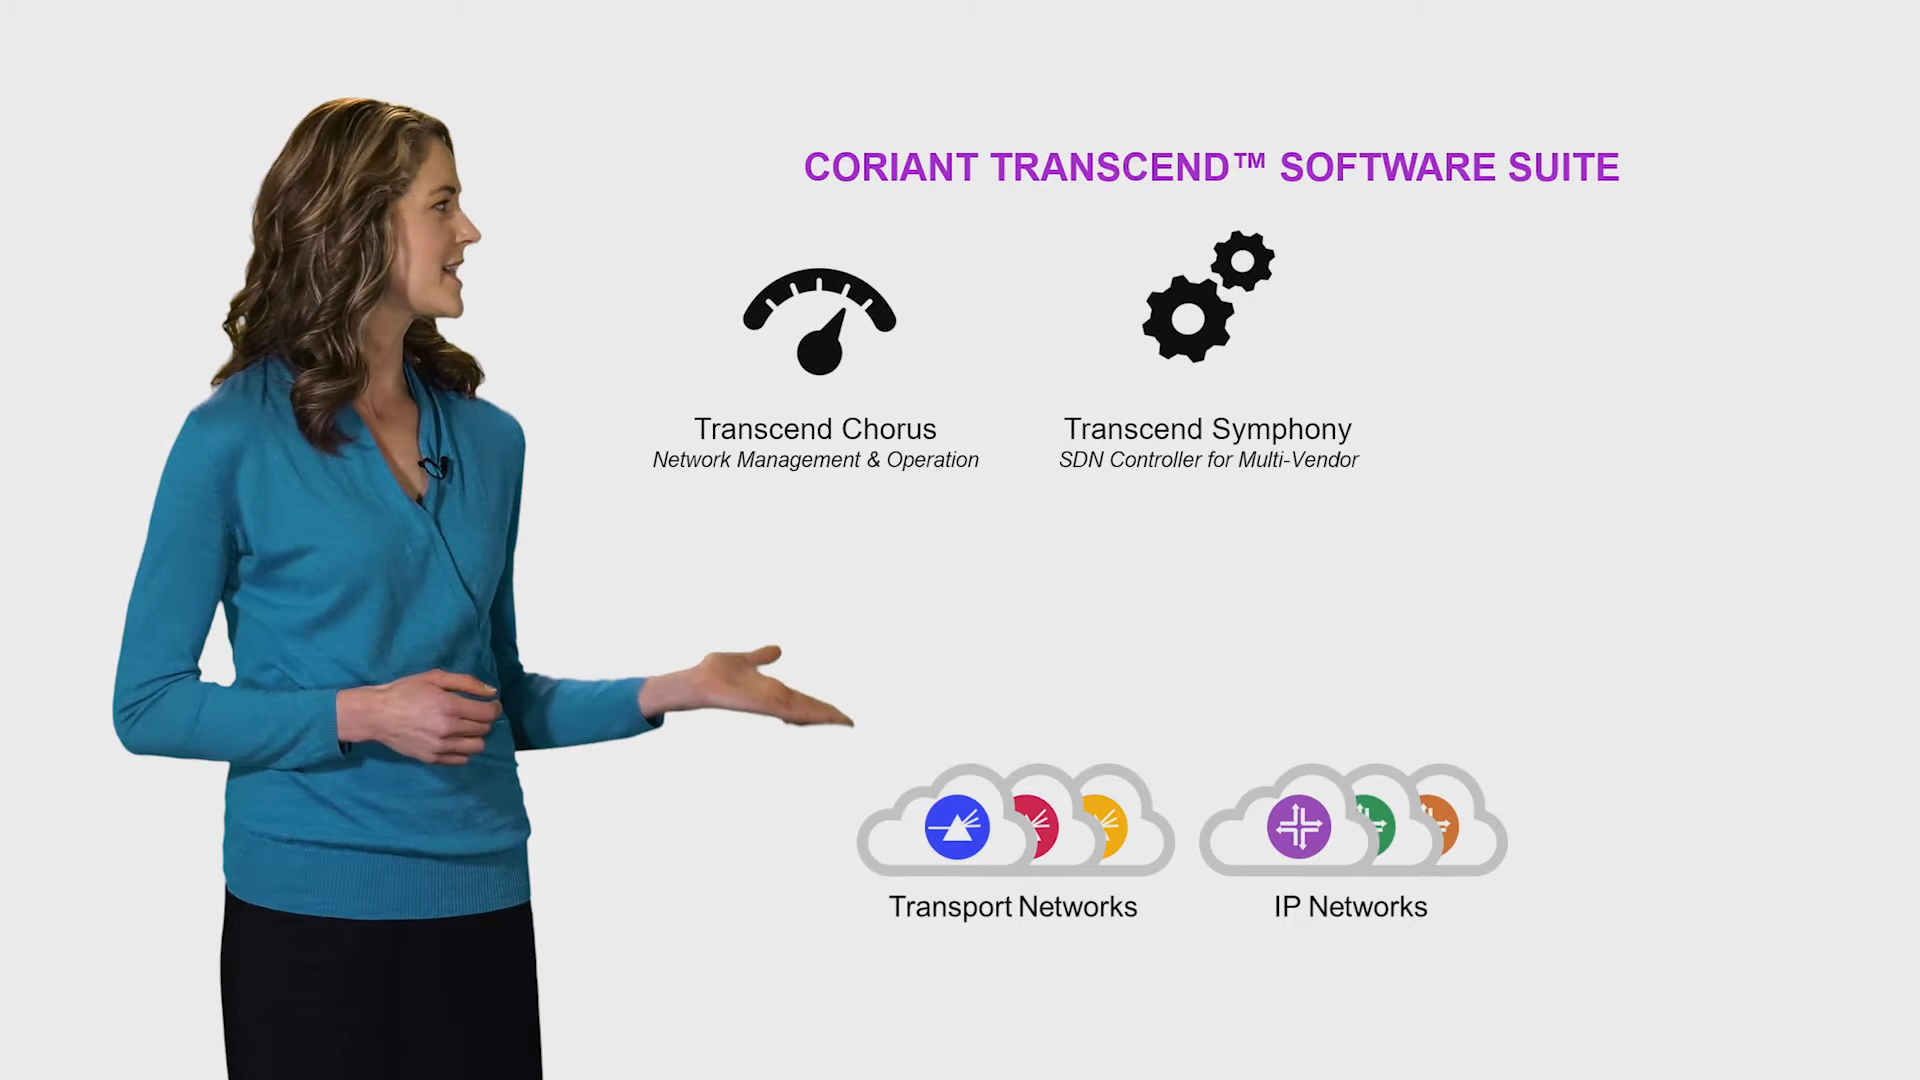 CORIANT TRANSCEND™ SOFTWARE SUITE
Transcend Chorus
Network Management & Operation
Transcend Symphony
SDN Controller for Multi-Vendor
Transport Networks
IP Networks